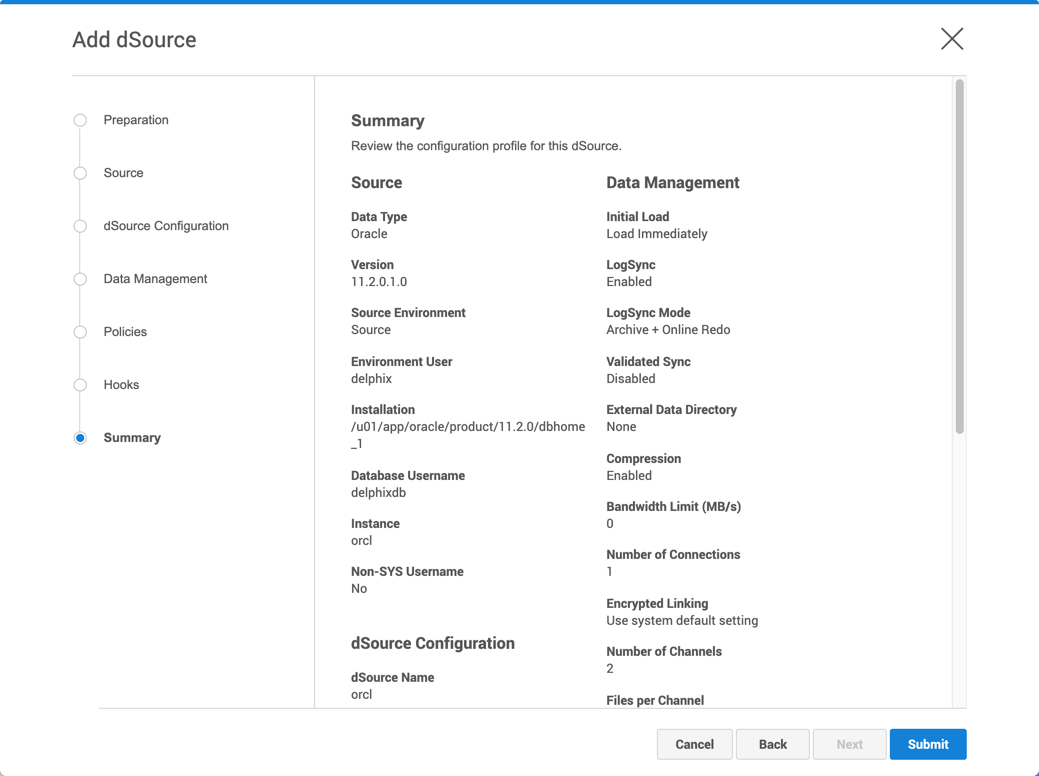 Add dSource
Preparation
Source
dSource Configuration
Data Management
Policies
Hooks
Summary
Summary
Review the configuration profile for this dSource.
Source
Data Type
Oracle
Version
11.2.0.1.0
Source Environment
Source
Environment User
delphix
Installation
/u01/app/oracle/product/11.2.0/dbhome
_1
Database Username
delphixdb
Instance
orcl
Non-SYS Username
No
dSource Configuration
dSource Name
orcl
Data Management
Initial Load
Load Immediately
LogSync
Enabled
LogSync Mode
Archive + Online Redo
Validated Sync
Disabled
External Data Directory
None
Compression
Enabled
Bandwidth Limit (MB/s)
0
Number of Connections
1
Encrypted Linking
Use system default setting
Number of Channels
2
Files per Channel
Cancel
Back
Next
Submit